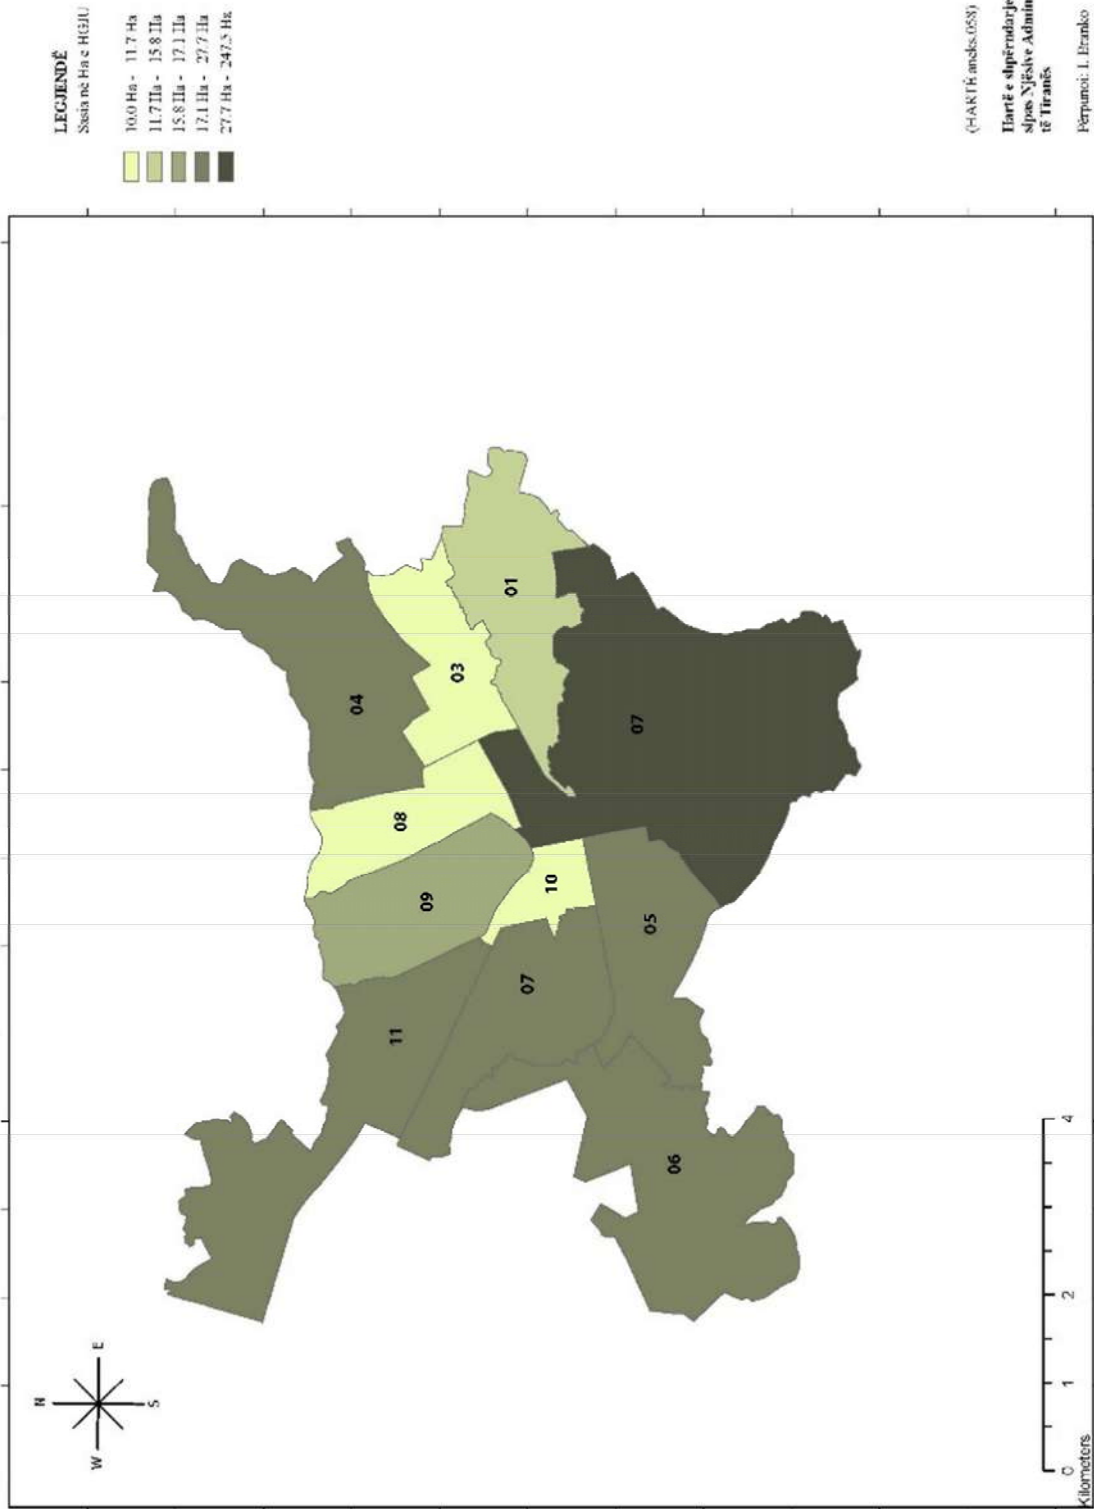 LEGJENDË
Sasia në Ha e HGJU
10.0 Ha - 11.7 Ha
11.7 Ha - 15.8 Ha
15.8 Ha - 17.1 Ha
17.1 Ha - 27.7 Ha
27.7 Ha - 247.5 Ha
N
W E
S
04
03
01
08
09
11
10
07
07
05
06
0 1 2 4
Kilometers
(HARTË aneks.058)
Hartë e shpërndarje
sipas Njësive Admin
të Tiranës
Përpunoi: I.